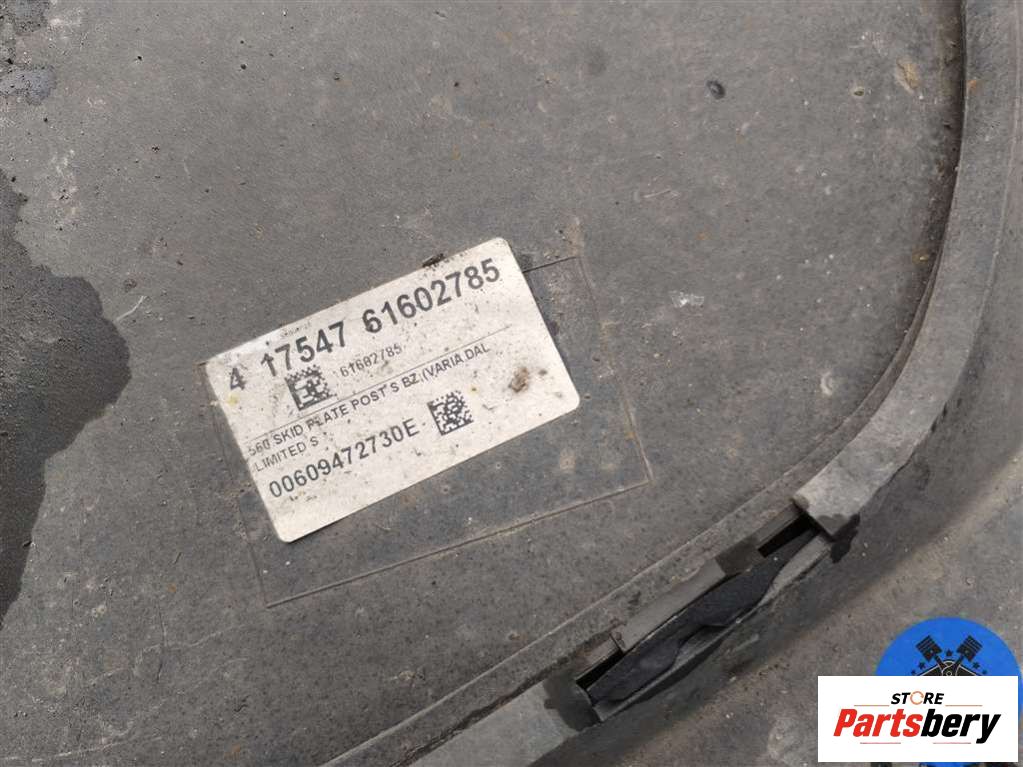 4 17547 61602785
61602785
560 SKID PLATE POST'S BZ.(VARIA.DAL
LIMITED S
00609472730E
STORE
Partsbery